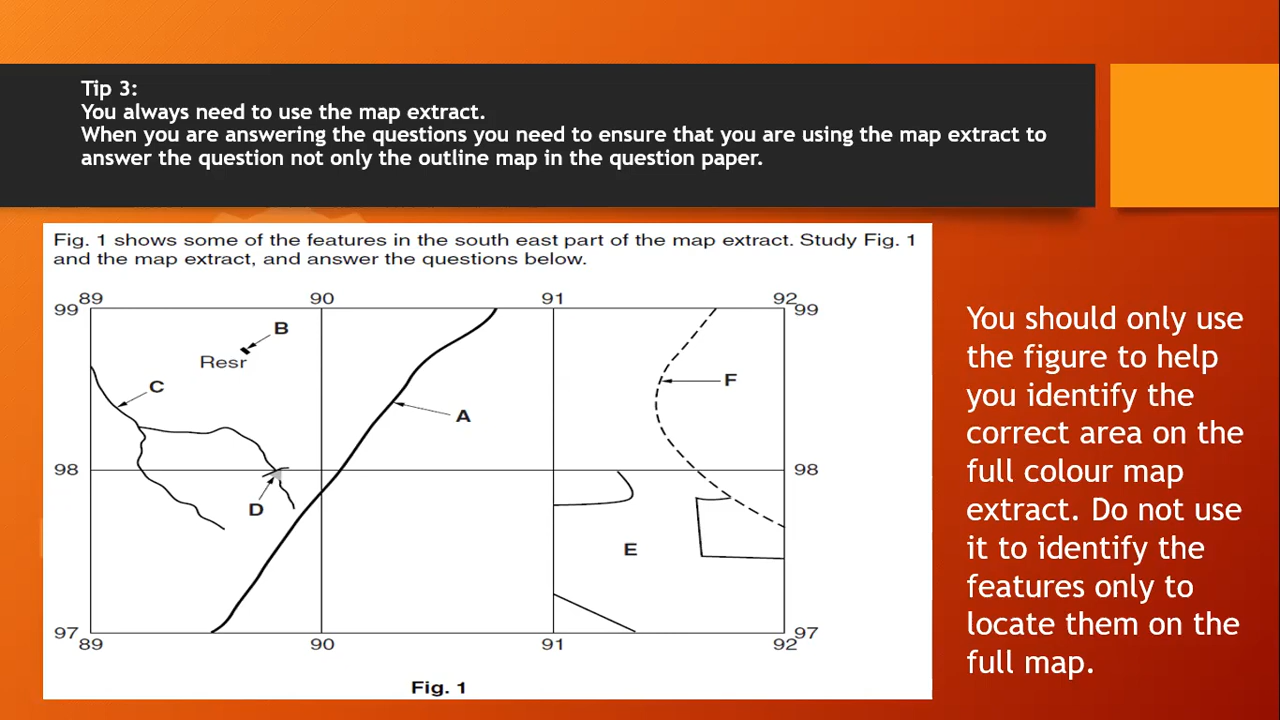 Tip 3:
You always need to use the map extract.
When you are answering the questions you need to ensure that you are using the map extract to
answer the question not only the outline map in the question paper.
Fig. 1 shows some of the features in the south east part of the map extract. Study Fig. 1
and the map extract, and answer the questions below.
89 90 91 92
99 99
B
Resr
C
F
A
98 98
D
E
97 97
89 90 91 92
Fig. 1
You should only use
the figure to help
you identify the
correct area on the
full colour map
extract. Do not use
it to identify the
features only to
locate them on the
full map.